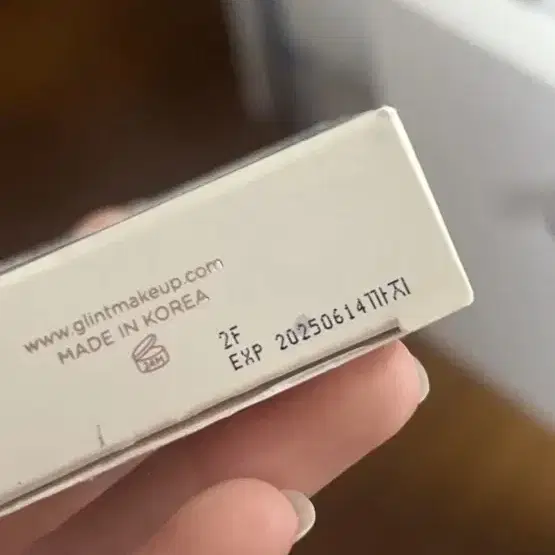 www.glintmakeup.com
MADE IN KOREA
24M
2F
EXP 20250614까지